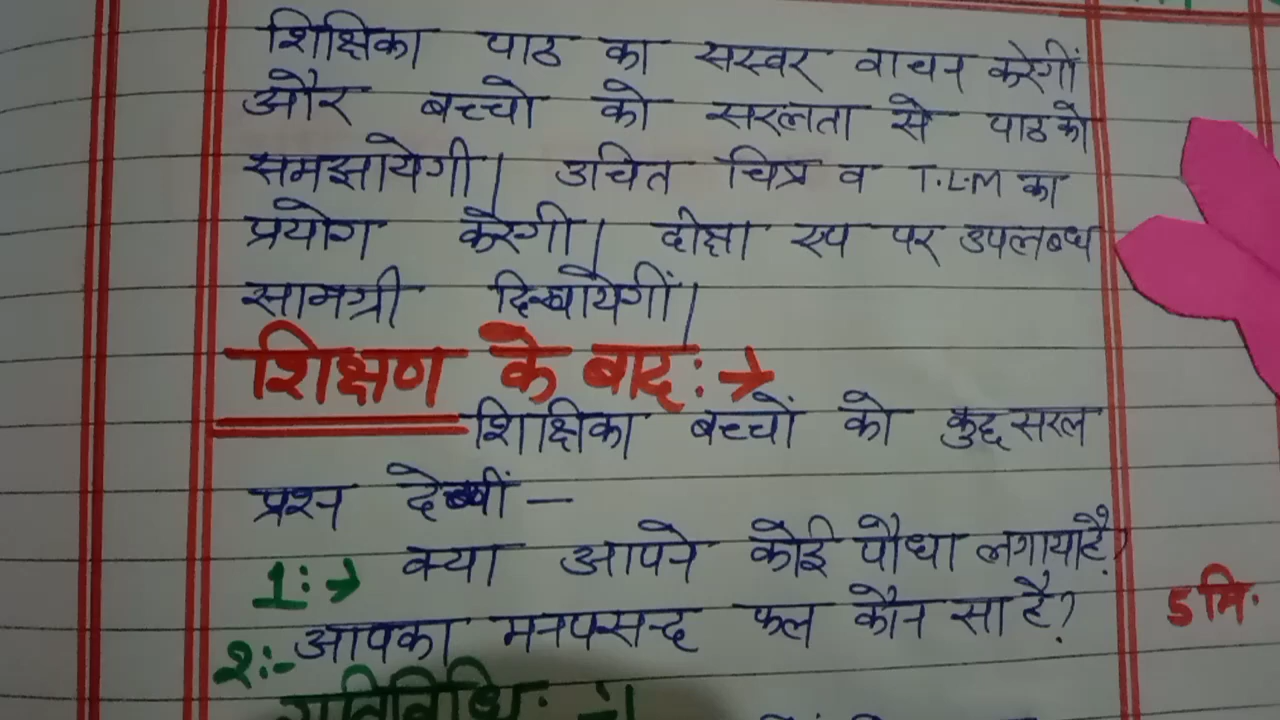 शिक्षिका पाठ का सस्वर वाचन करेगीं
और बच्चो को सरलता से पाठ को
समझायेगी। उचित चित्र व T.L.M का
प्रयोग करेगी। दीक्षा एप पर उपलब्ध
सामग्री दिखायेगीं।
शिक्षण के बाद :→
शिक्षिका बच्चों को कुछ सरल
प्रश्न —
1:→ क्या आपने कोई पौधा लगाया है?
5 मि.
2:- आपका मनपसन्द फल कौन सा है?
गतिविधि :-